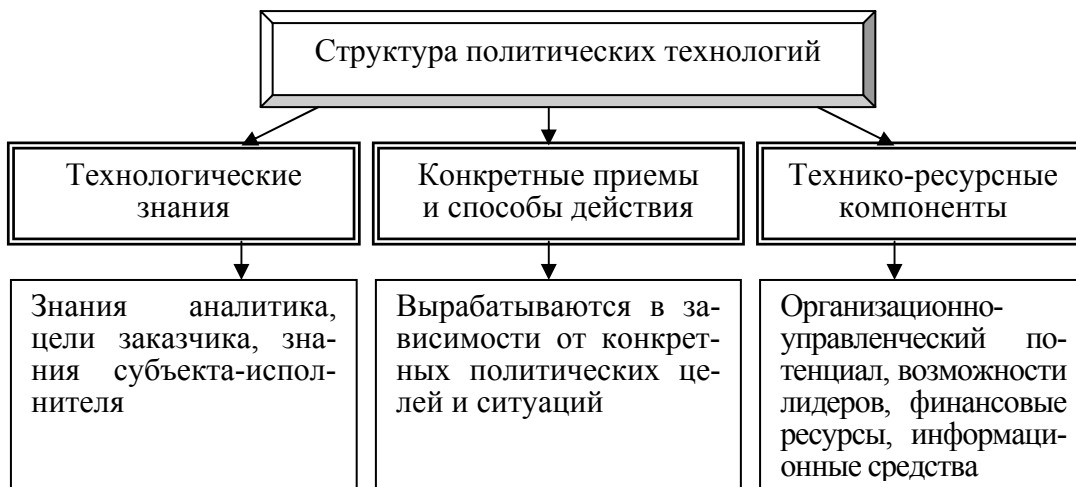 Структура политических технологий
Технологические
знания
Конкретные приемы
и способы действия
Технико-ресурсные
компоненты
Знания аналитика,
цели заказчика, зна-
ния субъекта-испол-
нителя
Вырабатываются в за-
висимости от конкрет-
ных политических це-
лей и ситуаций
Организационно-
управленческий по-
тенциал, возможности
лидеров, финансовые
ресурсы, информаци-
онные средства